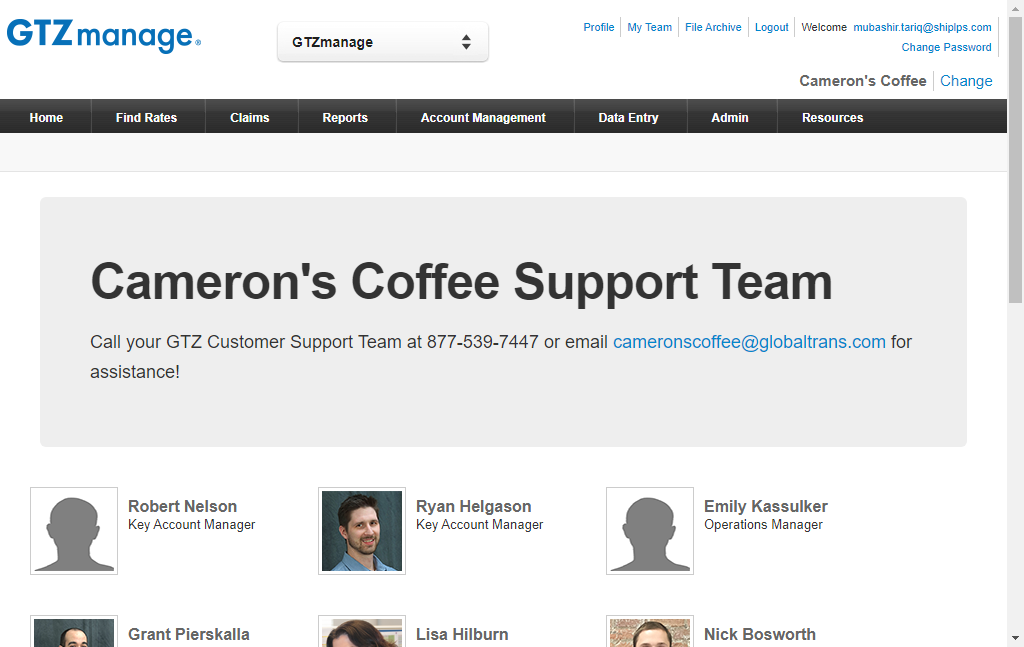 GTZmanage®
GTZmanage
Profile My Team File Archive Logout Welcome mubashir.tariq@shiplps.com
Change Password
Cameron's Coffee Change
Home Find Rates Claims Reports Account Management Data Entry Admin Resources
Cameron's Coffee Support Team
Call your GTZ Customer Support Team at 877-539-7447 or email cameronscoffee@globaltrans.com for
assistance!
Robert Nelson
Key Account Manager
Ryan Helgason
Key Account Manager
Emily Kassulker
Operations Manager
Grant Pierskalla
Lisa Hilburn
Nick Bosworth